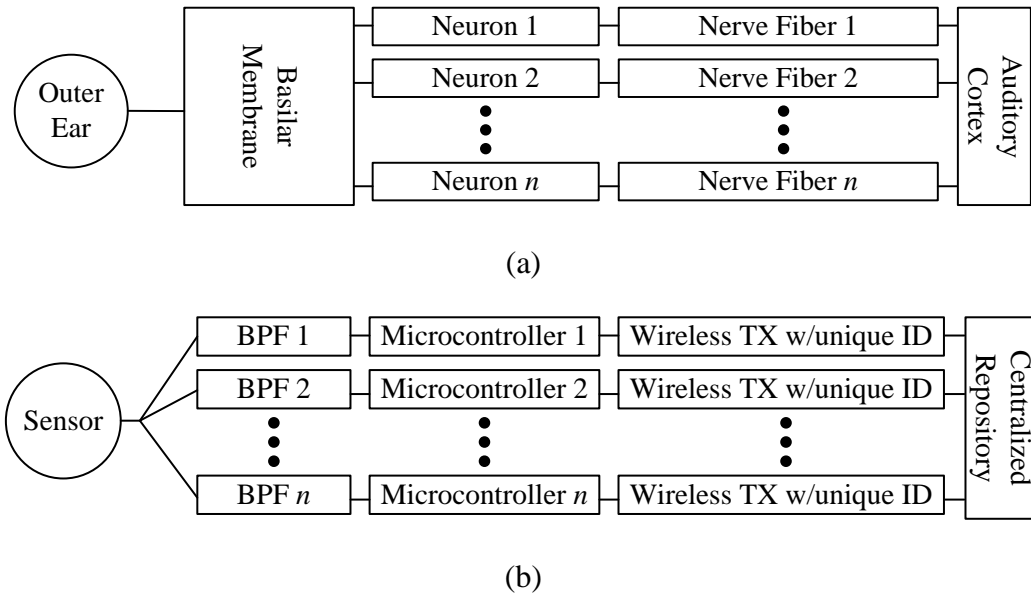 Outer
Ear
Basilar
Membrane
Neuron 1
Nerve Fiber 1
Neuron 2
Nerve Fiber 2
Neuron n
Nerve Fiber n
Auditory
Cortex
(a)
Sensor
BPF 1
Microcontroller 1
Wireless TX w/unique ID
BPF 2
Microcontroller 2
Wireless TX w/unique ID
BPF n
Microcontroller n
Wireless TX w/unique ID
Centralized
Repository
(b)